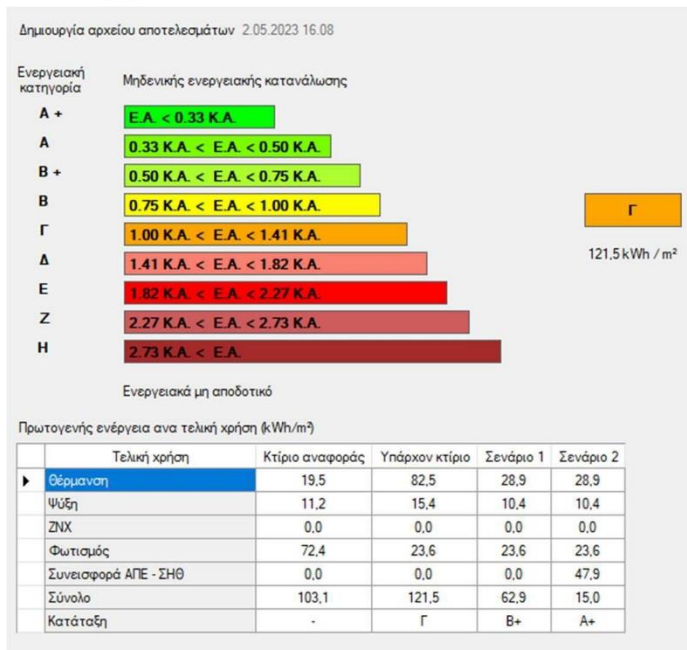 Δημιουργία αρχείου αποτελεσμάτων 2.05.2023 16.08
Ενεργειακή κατηγορία
Μηδενικής ενεργειακής κατανάλωσης
Α + Ε.Α. < 0.33 Κ.Α.
Α 0.33 Κ.Α. < Ε.Α. < 0.50 Κ.Α.
Β + 0.50 Κ.Α. < Ε.Α. < 0.75 Κ.Α.
Β 0.75 Κ.Α. < Ε.Α. < 1.00 Κ.Α.
Γ 1.00 Κ.Α. < Ε.Α. < 1.41 Κ.Α.
Γ
Δ 1.41 Κ.Α. < Ε.Α. < 1.82 Κ.Α.
121,5 kWh / m²
Ε 1.82 Κ.Α. < Ε.Α. < 2.27 Κ.Α.
Ζ 2.27 Κ.Α. < Ε.Α. < 2.73 Κ.Α.
Η 2.73 Κ.Α. < Ε.Α.
Ενεργειακά μη αποδοτικό
Πρωτογενής ενέργεια ανα τελική χρήση (kWh/m²)
Τελική χρήση Κτίριο αναφοράς Υπάρχον κτίριο Σενάριο 1 Σενάριο 2
Θέρμανση 19,5 82,5 28,9 28,9
Ψύξη 11,2 15,4 10,4 10,4
ΖΝΧ 0,0 0,0 0,0 0,0
Φωτισμός 72,4 23,6 23,6 23,6
Συνεισφορά ΑΠΕ - ΣΗΘ 0,0 0,0 0,0 47,9
Σύνολο 103,1 121,5 62,9 15,0
Κατάταξη - Γ Β+ Α+